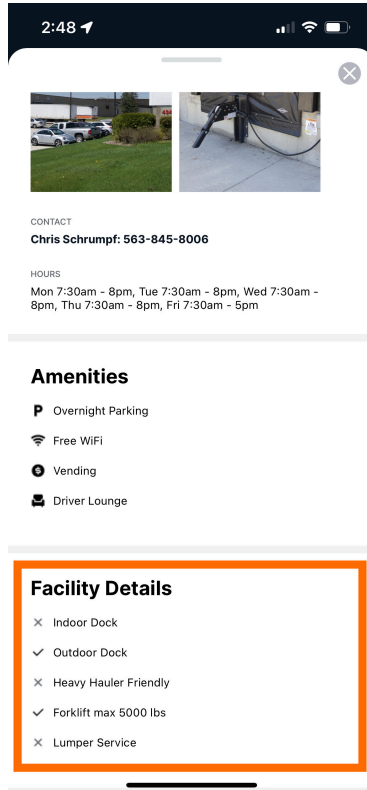 2:48
CONTACT
Chris Schrumpf: 563-845-8006
HOURS
Mon 7:30am - 8pm, Tue 7:30am - 8pm, Wed 7:30am -
8pm, Thu 7:30am - 8pm, Fri 7:30am - 5pm
Amenities
P Overnight Parking
Free WiFi
$ Vending
Driver Lounge
Facility Details
Indoor Dock
Outdoor Dock
Heavy Hauler Friendly
Forklift max 5000 lbs
Lumper Service